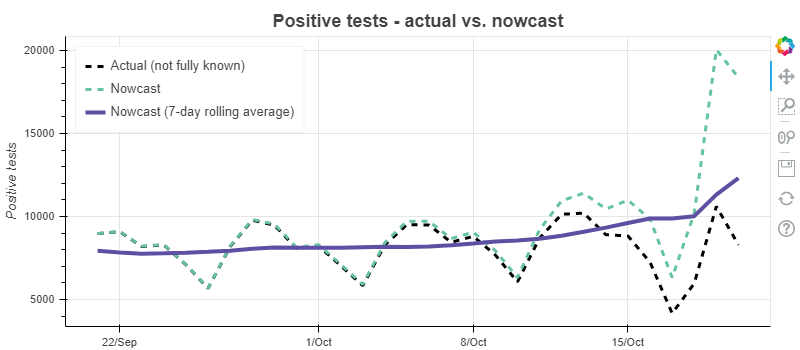 Positive tests - actual vs. nowcast
Actual (not fully known)
Nowcast
Nowcast (7-day rolling average)
Positive tests
20000
15000
10000
5000
22/Sep
1/Oct
8/Oct
15/Oct